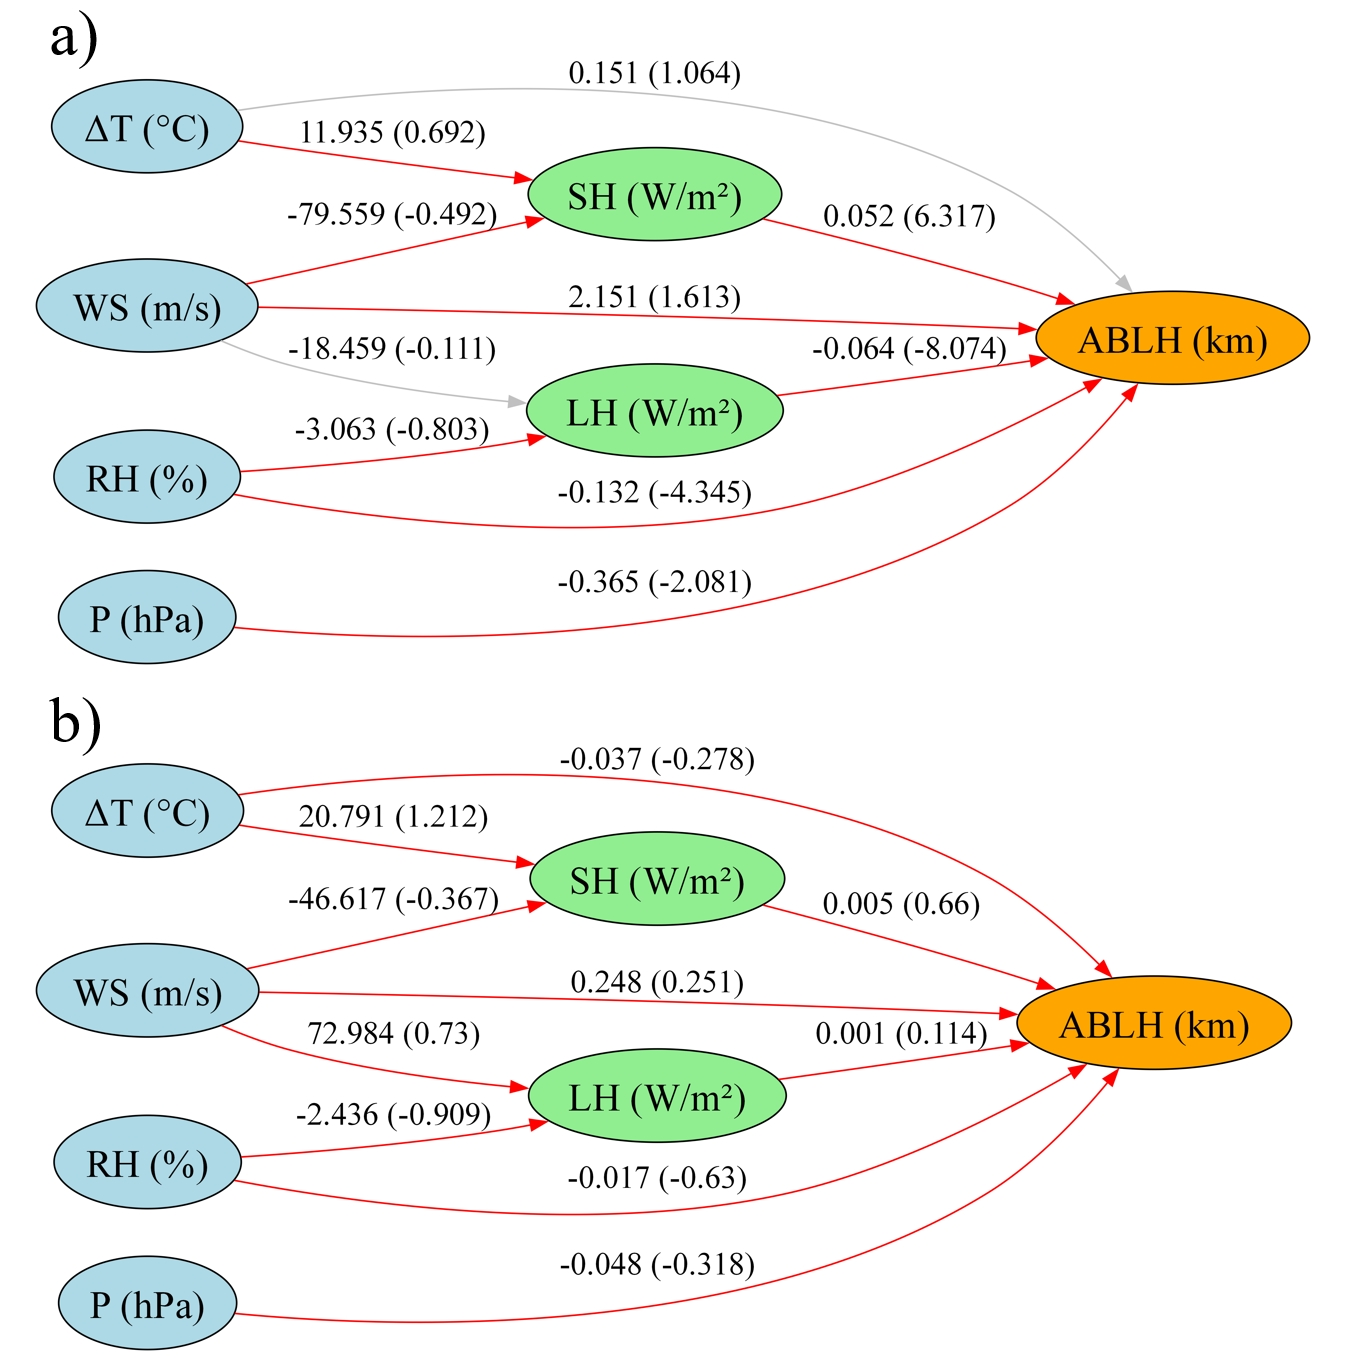 a)
0.151 (1.064)
ΔT (°C)
11.935 (0.692)
SH (W/m²)
-79.559 (-0.492)
0.052 (6.317)
WS (m/s)
2.151 (1.613)
ABLH (km)
-18.459 (-0.111)
-0.064 (-8.074)
LH (W/m²)
-3.063 (-0.803)
RH (%)
-0.132 (-4.345)
-0.365 (-2.081)
P (hPa)
b)
-0.037 (-0.278)
ΔT (°C)
20.791 (1.212)
SH (W/m²)
-46.617 (-0.367)
0.005 (0.66)
WS (m/s)
0.248 (0.251)
ABLH (km)
72.984 (0.73)
0.001 (0.114)
LH (W/m²)
-2.436 (-0.909)
RH (%)
-0.017 (-0.63)
-0.048 (-0.318)
P (hPa)